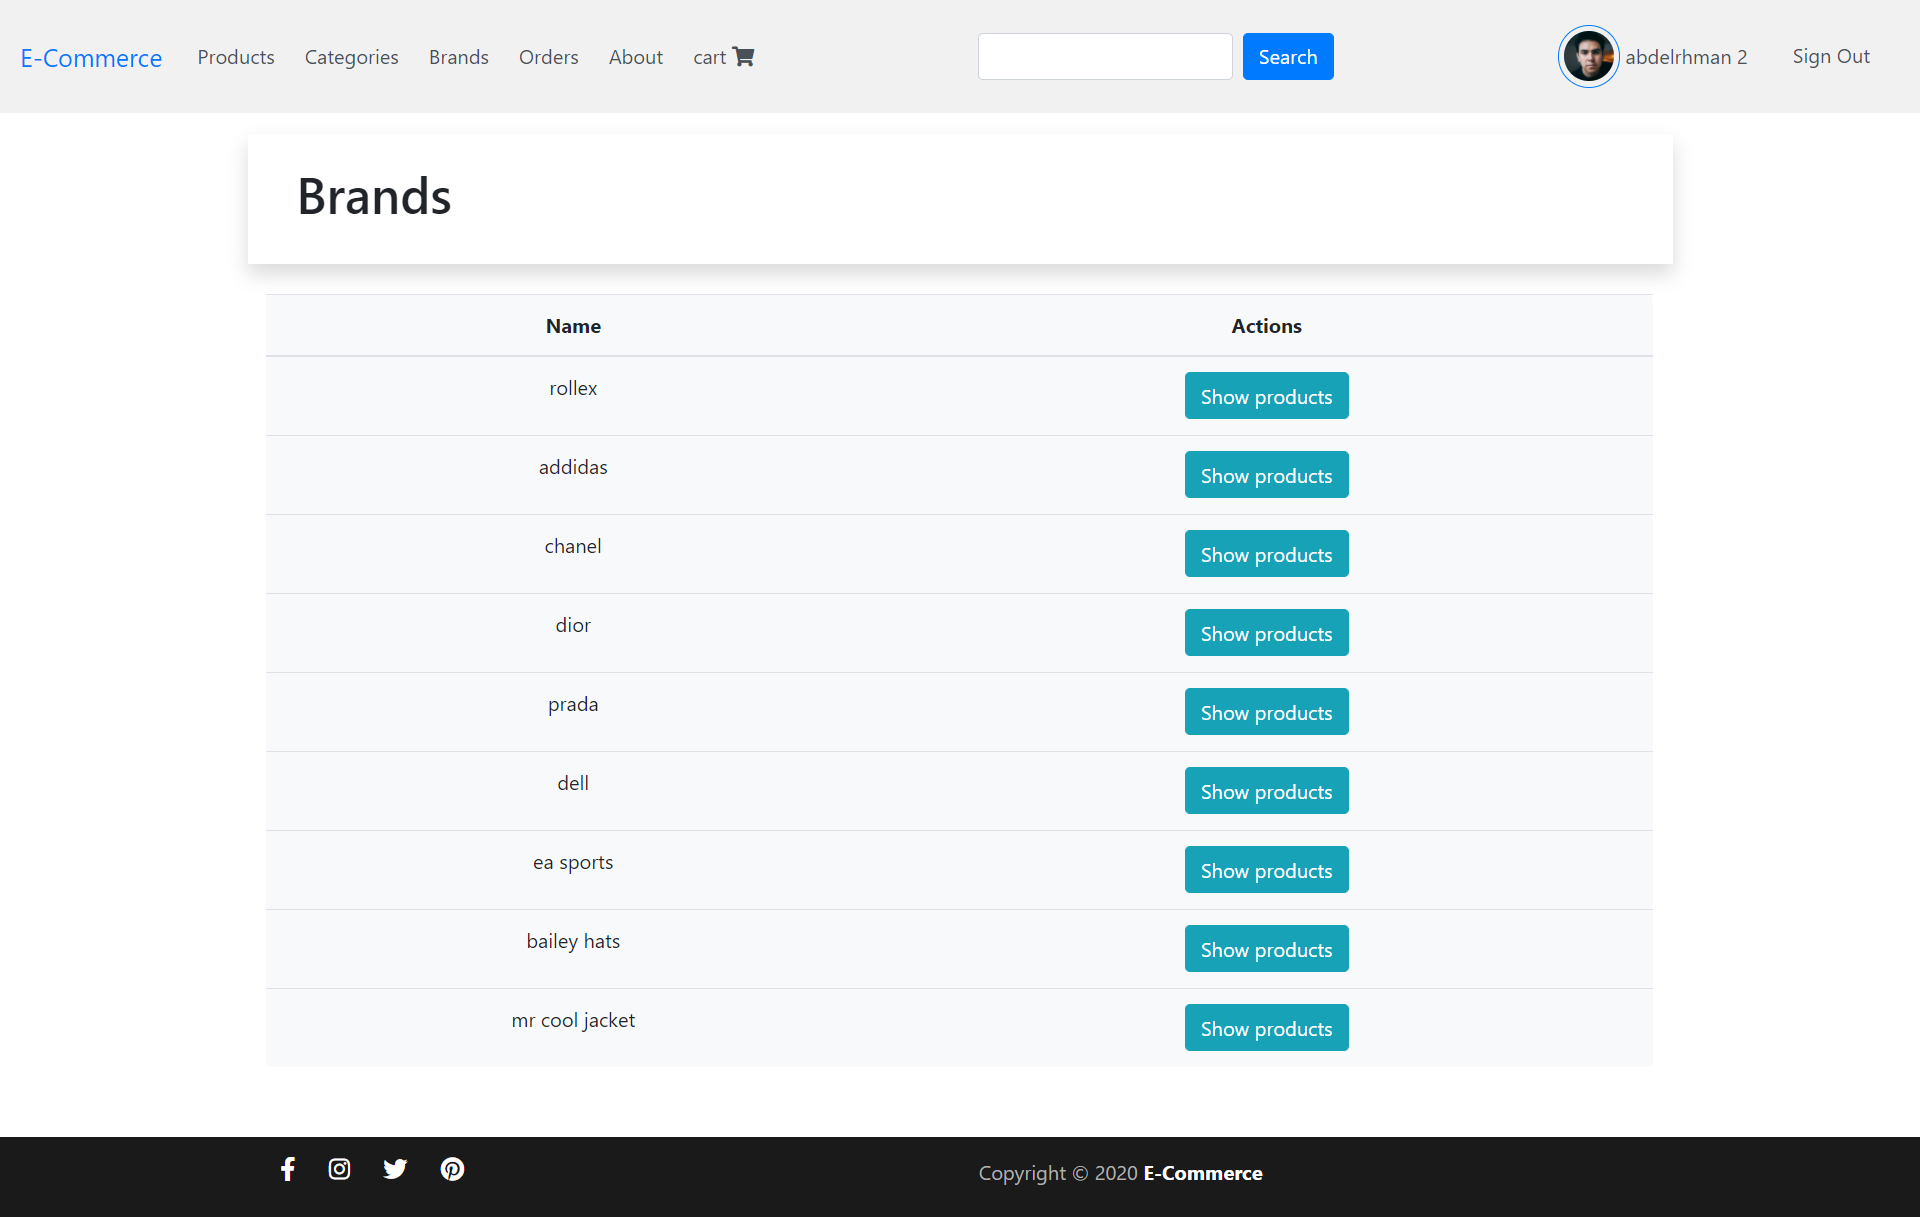 E-Commerce Products Categories Brands Orders About cart Search abdelrhman 2 Sign Out
Brands
Name Actions
rollex Show products
addidas Show products
chanel Show products
dior Show products
prada Show products
dell Show products
ea sports Show products
bailey hats Show products
mr cool jacket Show products
Copyright © 2020 E-Commerce